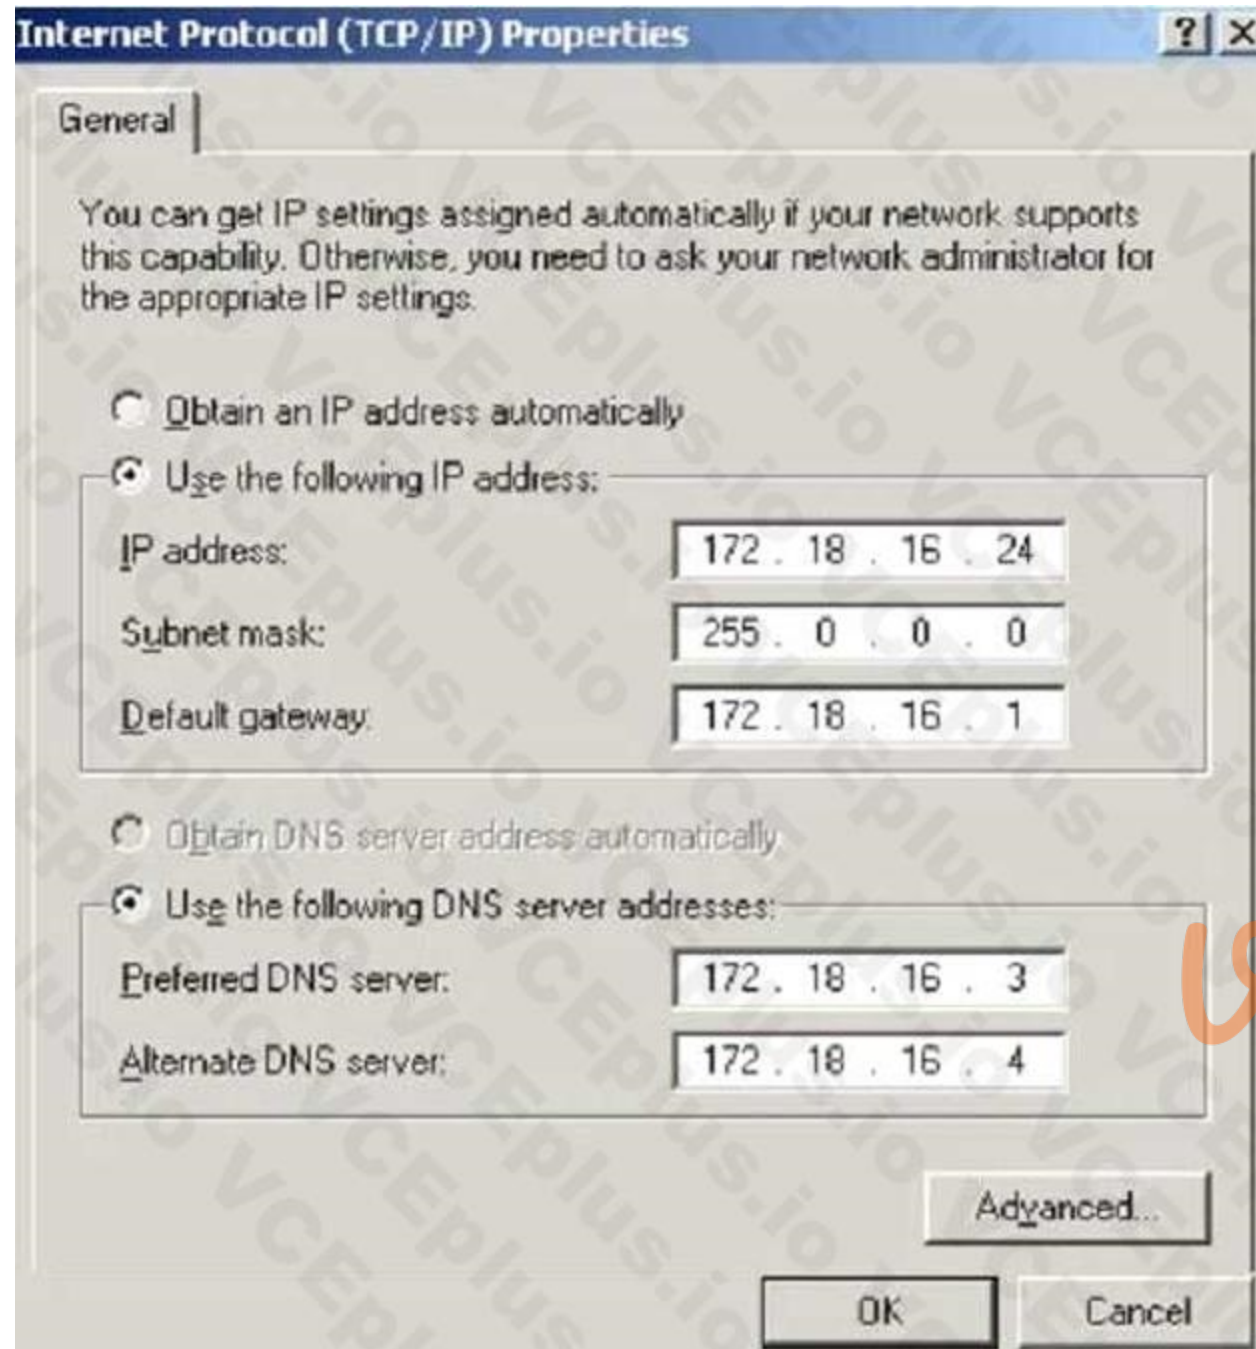 Internet Protocol (TCP/IP) Properties
General
You can get IP settings assigned automatically if your network supports
this capability. Otherwise, you need to ask your network administrator for
the appropriate IP settings.
Obtain an IP address automatically
Use the following IP address:
IP address: 172 . 18 . 16 . 24
Subnet mask: 255 . 0 . 0 . 0
Default gateway: 172 . 18 . 16 . 1
Obtain DNS server address automatically
Use the following DNS server addresses:
Preferred DNS server: 172 . 18 . 16 . 3
Alternate DNS server: 172 . 18 . 16 . 4
Advanced...
OK Cancel
VCEplus.io